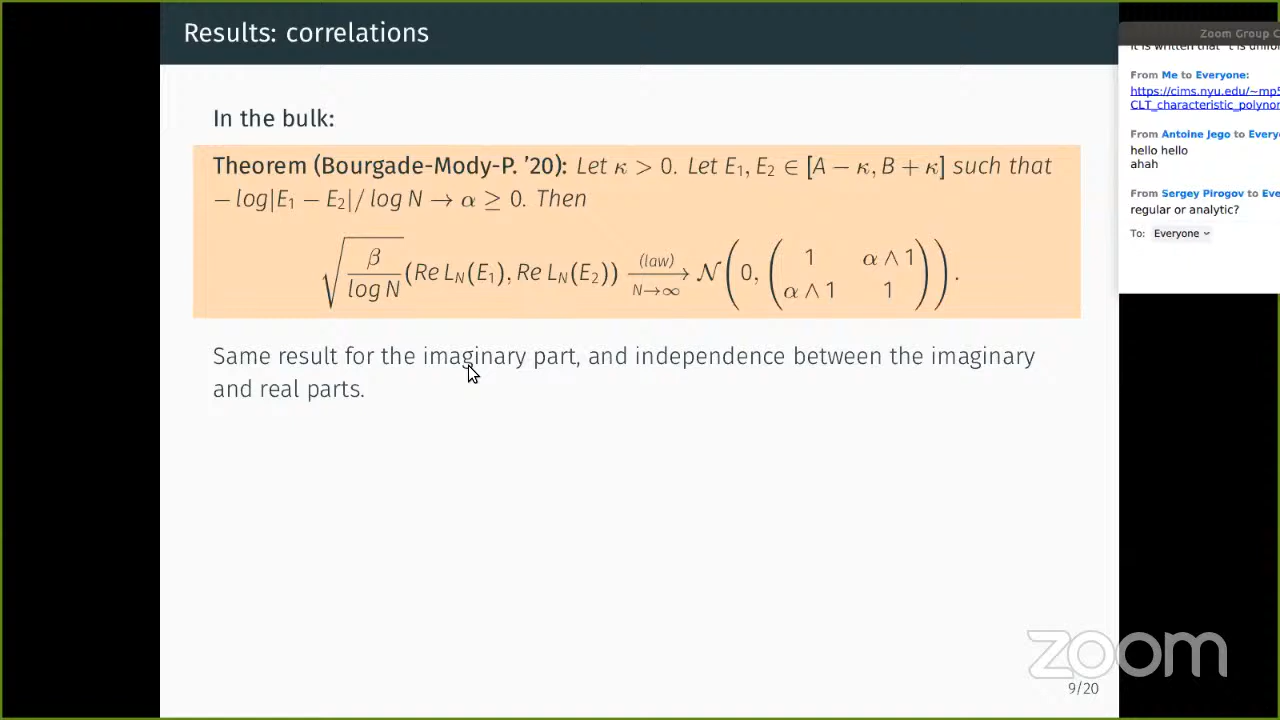 Results: correlations
In the bulk:
Theorem (Bourgade-Mody-P. '20): Let κ > 0. Let E₁, E₂ ∈ [A − κ, B + κ] such that
− log|E₁ − E₂|/ log N → α ≥ 0. Then
√(β/log N) (Re L_N(E₁), Re L_N(E₂)) (law) →_{N→∞} 𝒩(0, (1 α ∧ 1; α ∧ 1 1)).
Same result for the imaginary part, and independence between the imaginary
and real parts.
9/20
zoom
Zoom Group C
From Me to Everyone:
https://cims.nyu.edu/~mp5
CLT_characteristic_polyno
From Antoine Jego to Every
hello hello
ahah
From Sergey Pirogov to Eve
regular or analytic?
To: Everyone